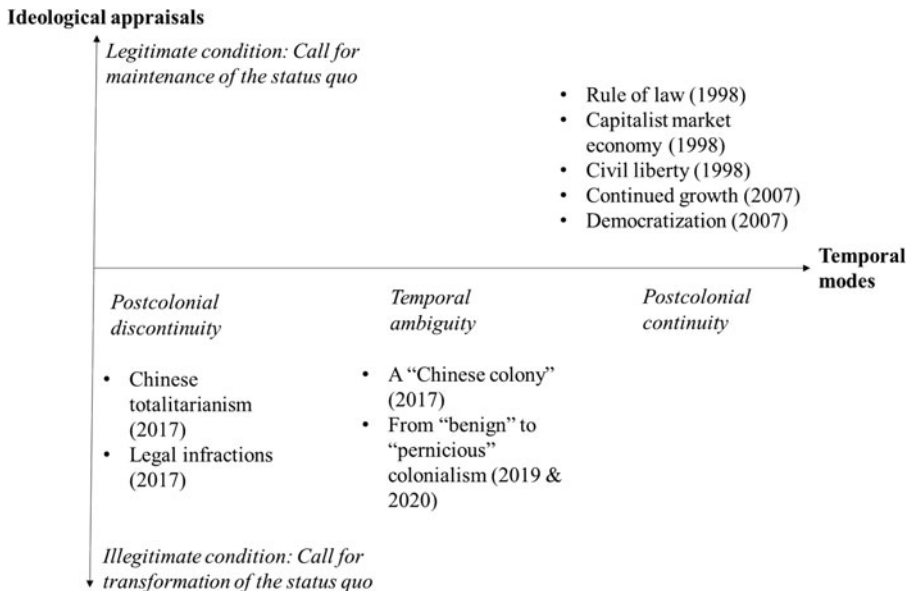 Ideological appraisals
Legitimate condition: Call for
maintenance of the status quo
• Rule of law (1998)
• Capitalist market
economy (1998)
• Civil liberty (1998)
• Continued growth (2007)
• Democratization (2007)
Temporal
modes
Postcolonial
discontinuity
Temporal
ambiguity
Postcolonial
continuity
• Chinese
totalitarianism
(2017)
• Legal infractions
(2017)
• A “Chinese colony”
(2017)
• From “benign” to
“pernicious”
colonialism (2019 &
2020)
Illegitimate condition: Call for
transformation of the status quo